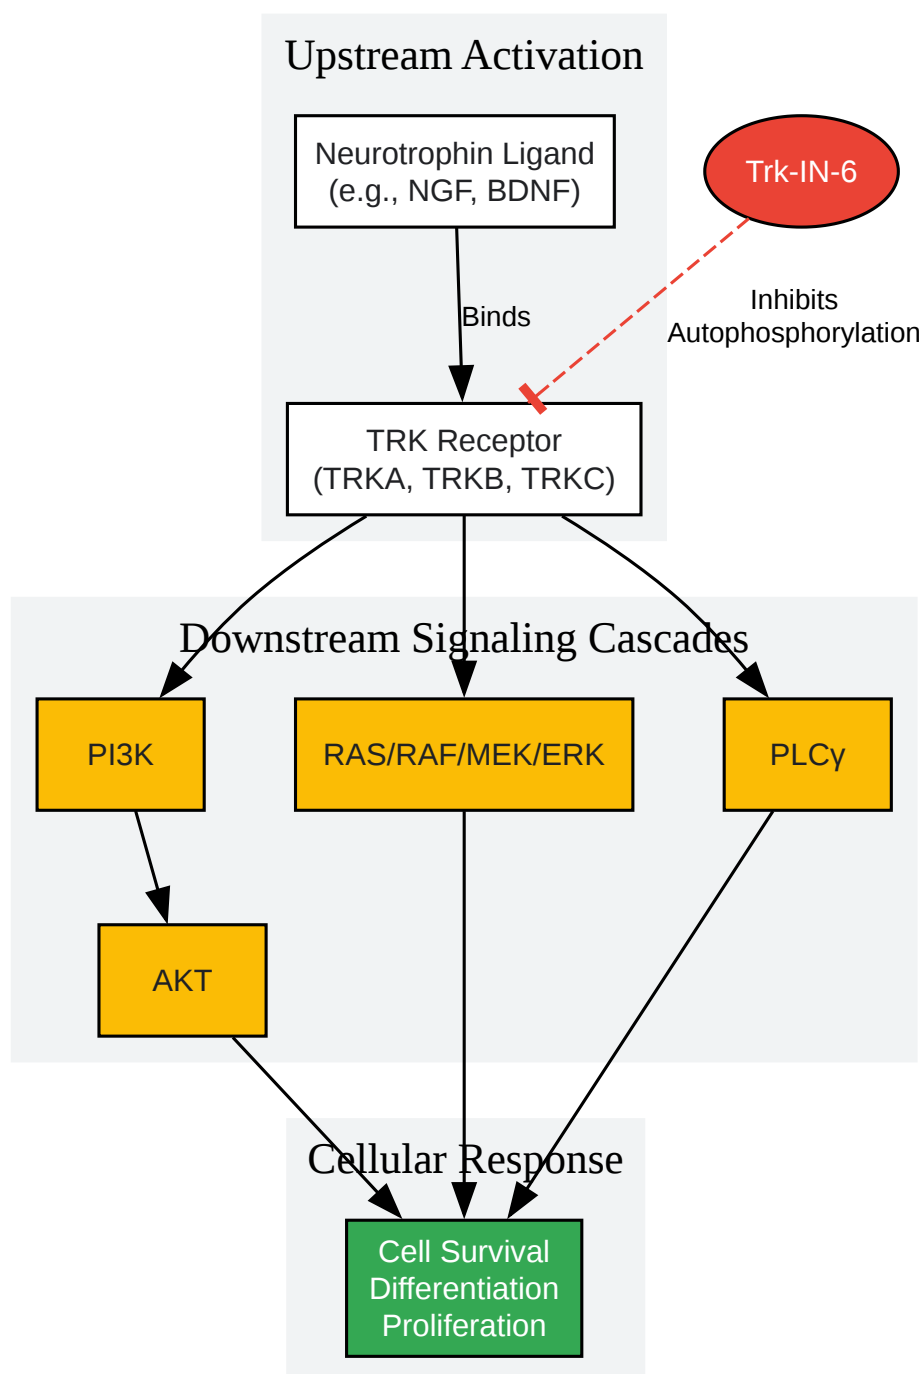 Upstream Activation
Neurotrophin Ligand
(e.g., NGF, BDNF)
Trk-IN-6
Binds
Inhibits
Autophosphorylation
TRK Receptor
(TRKA, TRKB, TRKC)
Downstream Signaling Cascades
PI3K
RAS/RAF/MEK/ERK
PLCγ
AKT
Cellular Response
Cell Survival
Differentiation
Proliferation